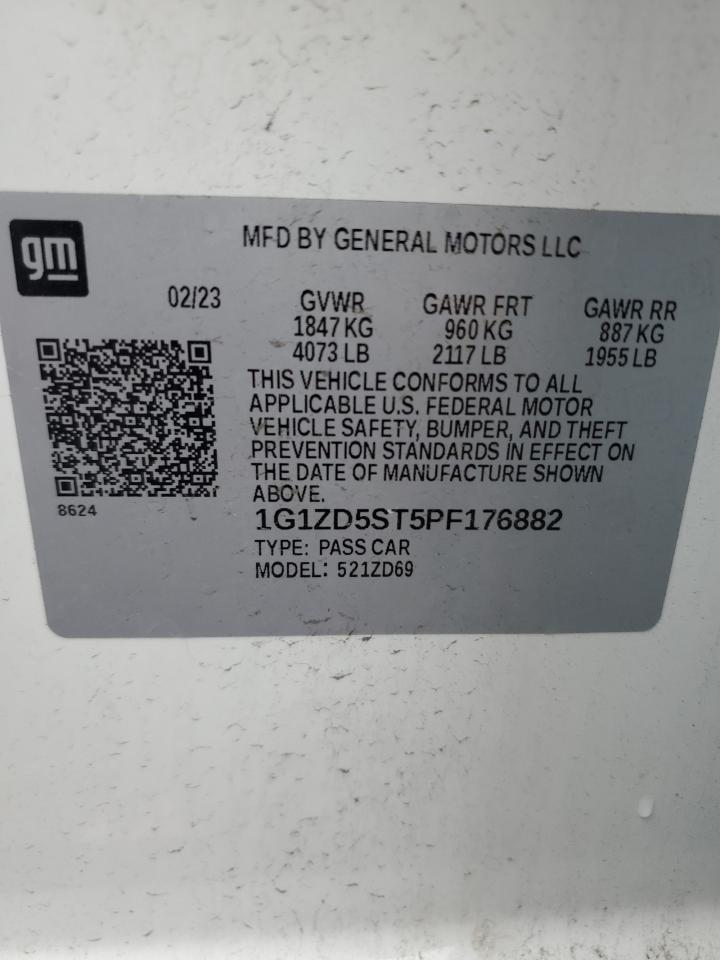 gm
MFD BY GENERAL MOTORS LLC
02/23
GVWR GAWR FRT GAWR RR
1847 KG 960 KG 887 KG
4073 LB 2117 LB 1955 LB
THIS VEHICLE CONFORMS TO ALL
APPLICABLE U.S. FEDERAL MOTOR
VEHICLE SAFETY, BUMPER, AND THEFT
PREVENTION STANDARDS IN EFFECT ON
THE DATE OF MANUFACTURE SHOWN
ABOVE.
8624
1G1ZD5ST5PF176882
TYPE: PASS CAR
MODEL: 521ZD69